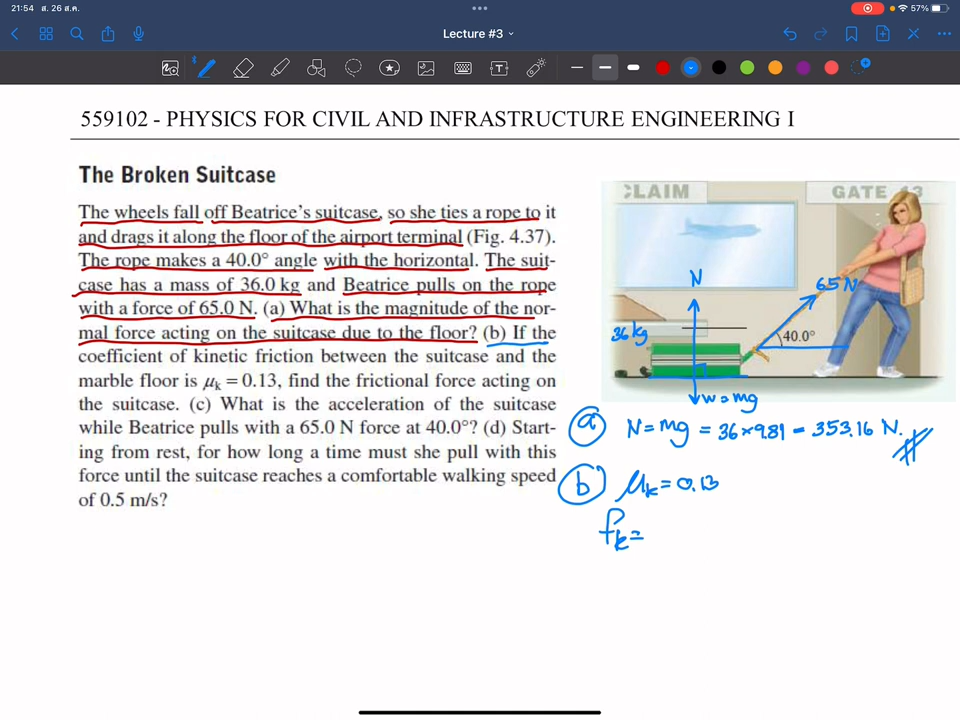 21:54 ส. 26 ส.ค.
57%
Lecture #3
559102 - PHYSICS FOR CIVIL AND INFRASTRUCTURE ENGINEERING I
The Broken Suitcase
The wheels fall off Beatrice's suitcase, so she ties a rope to it
and drags it along the floor of the airport terminal (Fig. 4.37).
The rope makes a 40.0° angle with the horizontal. The suit-
case has a mass of 36.0 kg and Beatrice pulls on the rope
with a force of 65.0 N. (a) What is the magnitude of the nor-
mal force acting on the suitcase due to the floor? (b) If the
coefficient of kinetic friction between the suitcase and the
marble floor is μk = 0.13, find the frictional force acting on
the suitcase. (c) What is the acceleration of the suitcase
while Beatrice pulls with a 65.0 N force at 40.0°? (d) Start-
ing from rest, for how long a time must she pull with this
force until the suitcase reaches a comfortable walking speed
of 0.5 m/s?
CLAIM
GATE 13
N
65 N
36 kg
40.0°
W = mg
(a) N = mg = 36 × 9.81 = 353.16 N.
(b) μk = 0.13
fk =